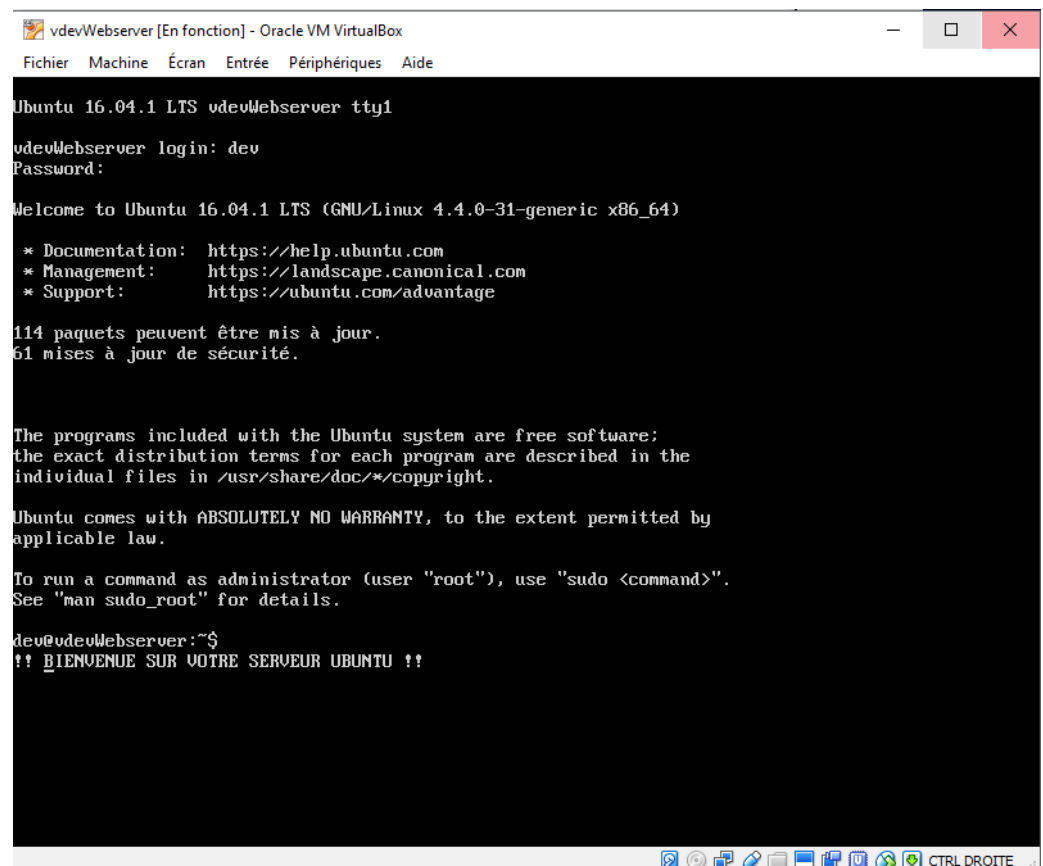 vdevWebserver [En fonction] - Oracle VM VirtualBox
Fichier Machine Écran Entrée Périphériques Aide
Ubuntu 16.04.1 LTS vdevWebserver tty1
vdevWebserver login: dev
Password:
Welcome to Ubuntu 16.04.1 LTS (GNU/Linux 4.4.0-31-generic x86_64)
* Documentation: https://help.ubuntu.com
* Management: https://landscape.canonical.com
* Support: https://ubuntu.com/advantage
114 paquets peuvent être mis à jour.
61 mises à jour de sécurité.
The programs included with the Ubuntu system are free software;
the exact distribution terms for each program are described in the
individual files in /usr/share/doc/*/copyright.
Ubuntu comes with ABSOLUTELY NO WARRANTY, to the extent permitted by
applicable law.
To run a command as administrator (user "root"), use "sudo <command>".
See "man sudo_root" for details.
dev@vdevWebserver:~$
!! BIENVENUE SUR VOTRE SERVEUR UBUNTU !!
CTRL DROITE